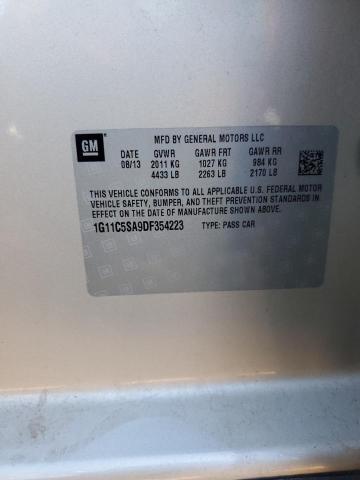 GM
MFD BY GENERAL MOTORS LLC
DATE GVWR GAWR FRT GAWR RR
08/13 2011 KG 1027 KG 984 KG
4433 LB 2263 LB 2170 LB
THIS VEHICLE CONFORMS TO ALL APPLICABLE U.S. FEDERAL MOTOR
VEHICLE SAFETY, BUMPER, AND THEFT PREVENTION STANDARDS
IN EFFECT ON THE DATE OF MANUFACTURE SHOWN ABOVE.
1G11C5SA9DF354223 TYPE: PASS CAR